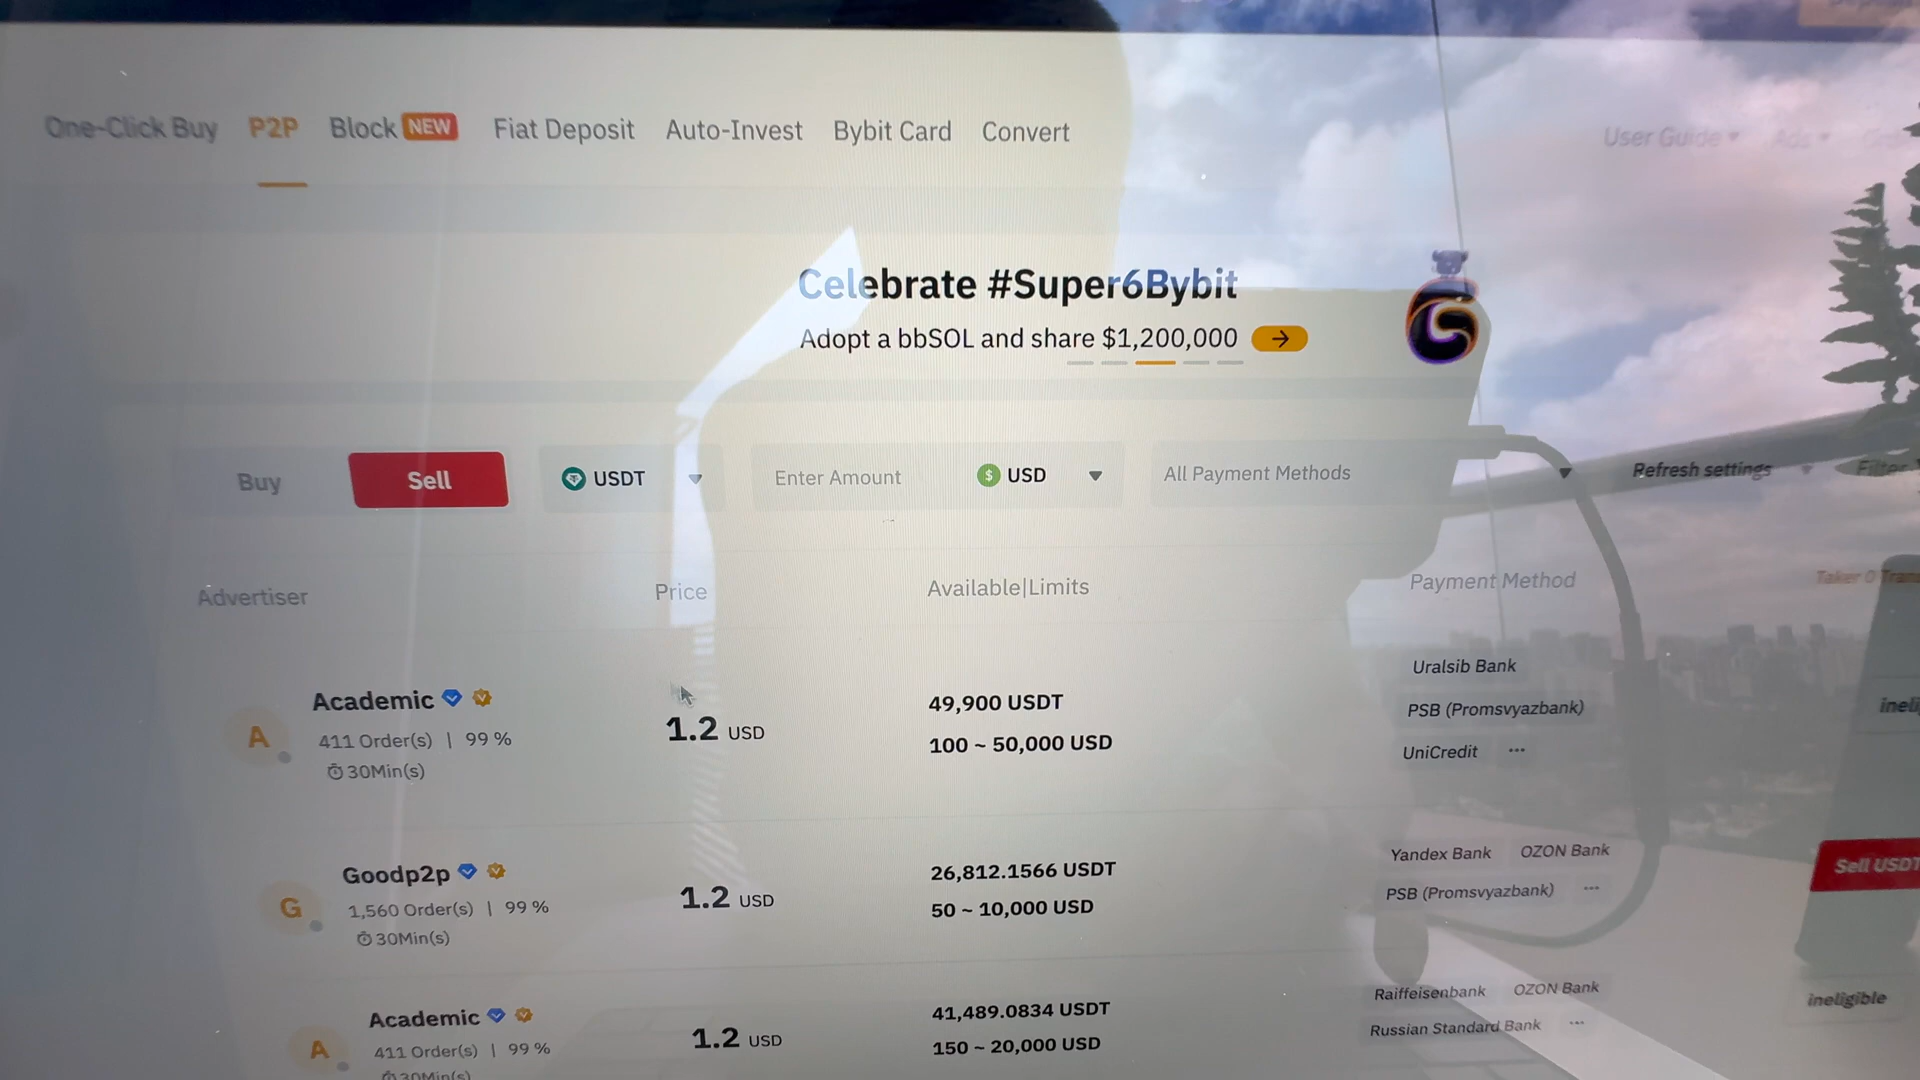 One-Click Buy P2P Block NEW Fiat Deposit Auto-Invest Bybit Card Convert User Guide Ads
Celebrate #Super6Bybit
Adopt a bbSOL and share $1,200,000
Buy Sell USDT Enter Amount $ USD All Payment Methods Refresh settings Filter
Advertiser Price Available|Limits Payment Method Taker 0
Academic
A
411 Order(s) | 99 %
30Min(s)
1.2 USD
49,900 USDT
100 ~ 50,000 USD
Uralsib Bank
PSB (Promsvyazbank)
UniCredit ...
Goodp2p
G
1,560 Order(s) | 99 %
30Min(s)
1.2 USD
26,812.1566 USDT
50 ~ 10,000 USD
Yandex Bank OZON Bank
PSB (Promsvyazbank) ...
Sell USDT
Academic
A
411 Order(s) | 99 %
30Min(s)
1.2 USD
41,489.0834 USDT
150 ~ 20,000 USD
Raiffeisenbank OZON Bank
Russian Standard Bank ...
ineligible